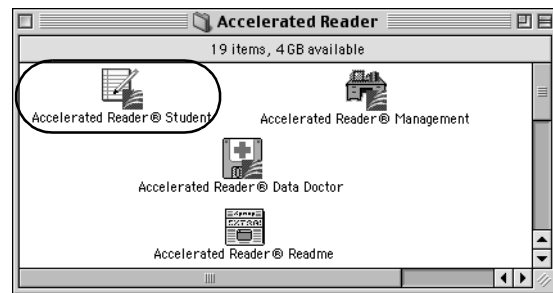 Accelerated Reader
19 items, 4 GB available
Accelerated Reader® Student
Accelerated Reader® Management
Accelerated Reader® Data Doctor
EXTRA!
Accelerated Reader® Readme